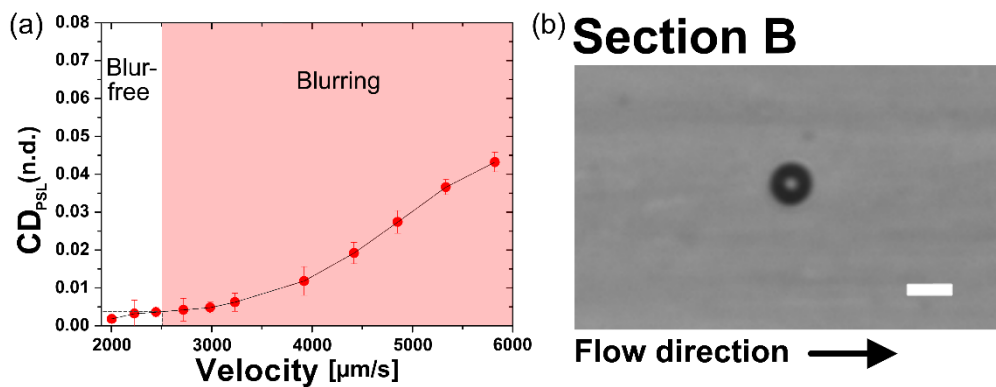 (a)
0.08
0.07
0.06
0.05
0.04
0.03
0.02
0.01
0.00
CD_PSL (n.d.)
Blur-
free
Blurring
2000 3000 4000 5000 6000
Velocity [µm/s]
(b) Section B
Flow direction